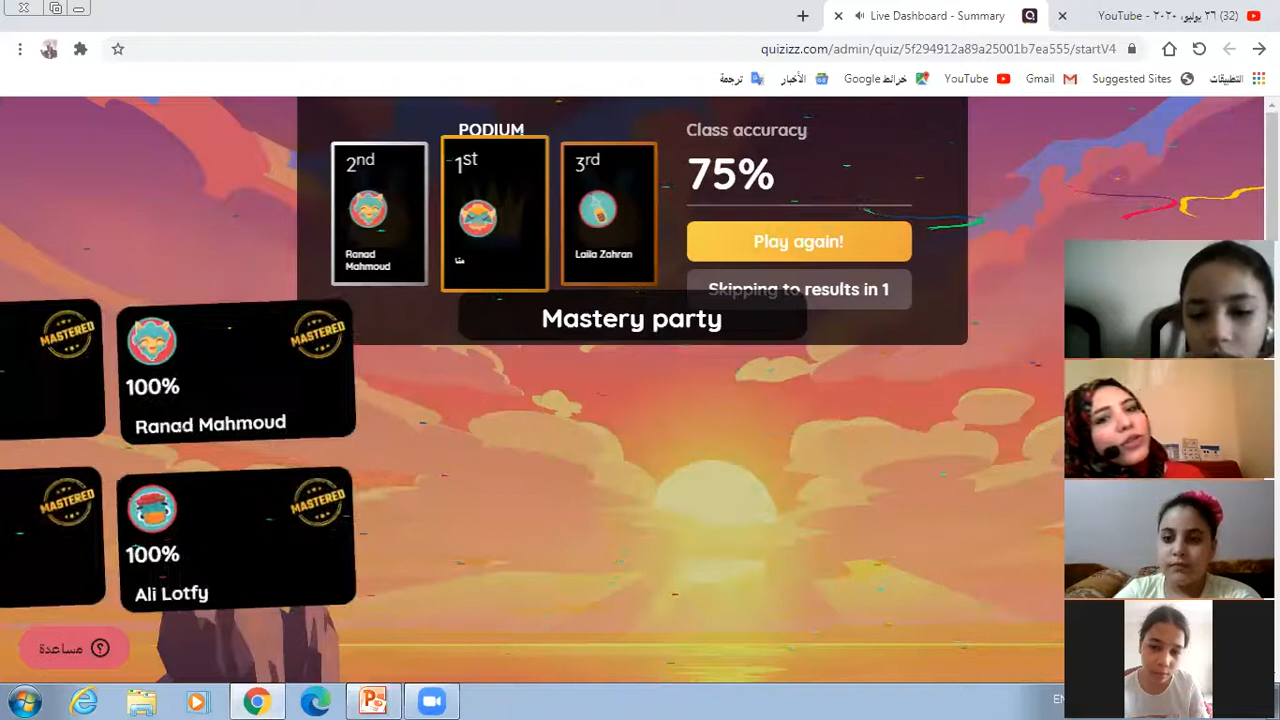 Live Dashboard - Summary
(32) ٢٦ يوليو، ٢٠٢٠ - YouTube
quizizz.com/admin/quiz/5f294912a89a25001b7ea555/startV4
التطبيقات
Suggested Sites
Gmail
YouTube
خرائط Google
الأخبار
ترجمة
PODIUM
2nd
Ranad
Mahmoud
1st
منا
3rd
Laila Zahran
Class accuracy
75%
Play again!
Skipping to results in 1
Mastery party
MASTERED
MASTERED
100%
Ranad Mahmoud
MASTERED
MASTERED
100%
Ali Lotfy
مساعدة